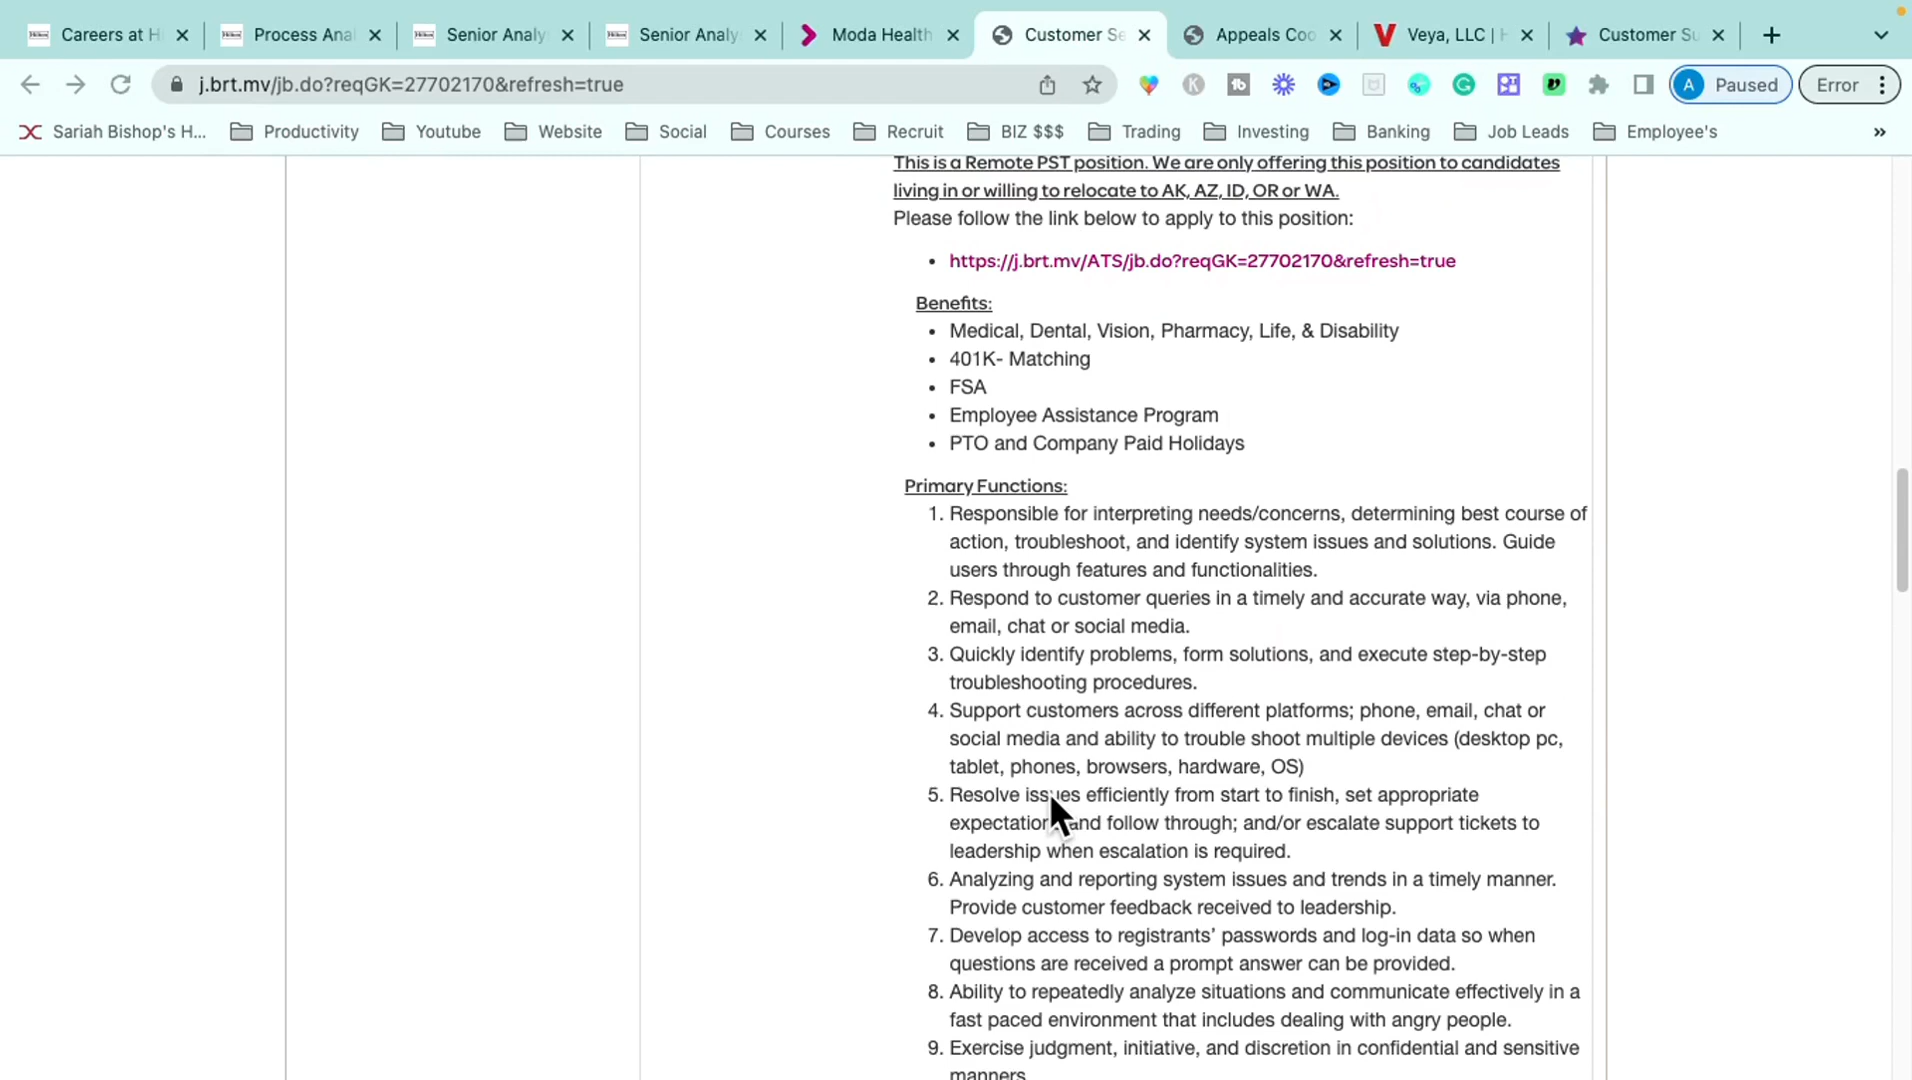 Careers at H
Process Anal
Senior Analy
Senior Analy
Moda Health
Customer Se
Appeals Coo
Veya, LLC | H
Customer Su
j.brt.mv/jb.do?reqGK=27702170&refresh=true
A Paused
Error
Sariah Bishop's H...
Productivity
Youtube
Website
Social
Courses
Recruit
BIZ $$$
Trading
Investing
Banking
Job Leads
Employee's
»
This is a Remote PST position. We are only offering this position to candidates
living in or willing to relocate to AK, AZ, ID, OR or WA.
Please follow the link below to apply to this position:
• https://j.brt.mv/ATS/jb.do?reqGK=27702170&refresh=true
Benefits:
• Medical, Dental, Vision, Pharmacy, Life, & Disability
• 401K- Matching
• FSA
• Employee Assistance Program
• PTO and Company Paid Holidays
Primary Functions:
1. Responsible for interpreting needs/concerns, determining best course of
action, troubleshoot, and identify system issues and solutions. Guide
users through features and functionalities.
2. Respond to customer queries in a timely and accurate way, via phone,
email, chat or social media.
3. Quickly identify problems, form solutions, and execute step-by-step
troubleshooting procedures.
4. Support customers across different platforms; phone, email, chat or
social media and ability to trouble shoot multiple devices (desktop pc,
tablet, phones, browsers, hardware, OS)
5. Resolve issues efficiently from start to finish, set appropriate
expectations and follow through; and/or escalate support tickets to
leadership when escalation is required.
6. Analyzing and reporting system issues and trends in a timely manner.
Provide customer feedback received to leadership.
7. Develop access to registrants' passwords and log-in data so when
questions are received a prompt answer can be provided.
8. Ability to repeatedly analyze situations and communicate effectively in a
fast paced environment that includes dealing with angry people.
9. Exercise judgment, initiative, and discretion in confidential and sensitive
manners